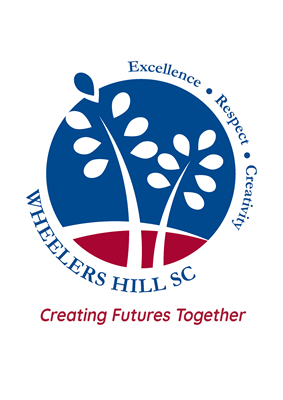 Excellence • Respect • Creativity
WHEELERS HILL SC
Creating Futures Together